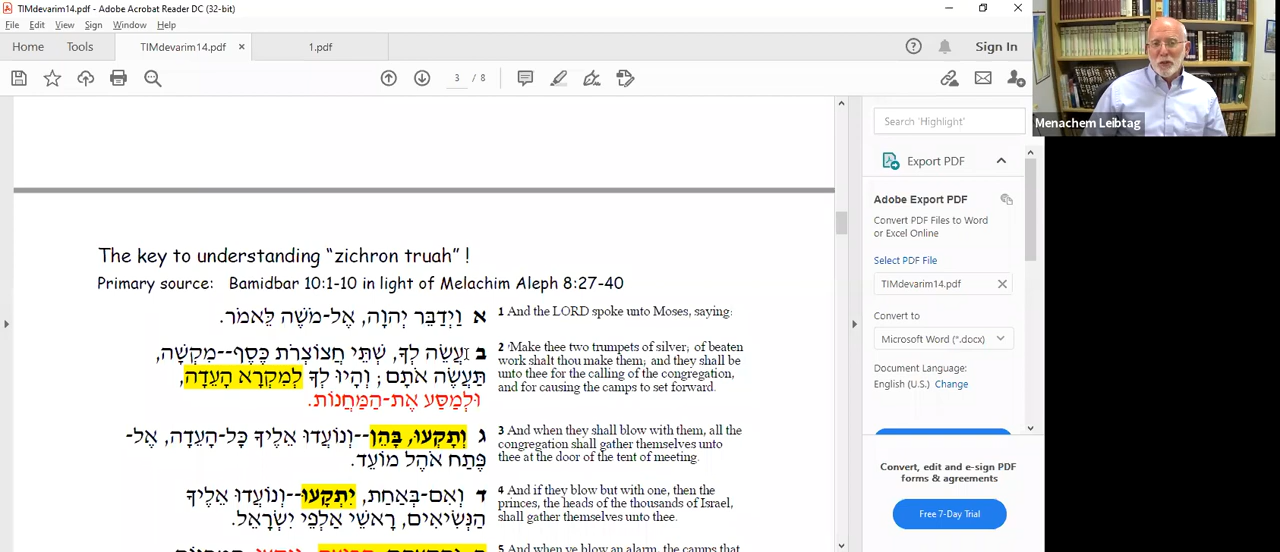 TIMdevarim14.pdf - Adobe Acrobat Reader DC (32-bit)
File Edit View Sign Window Help
Home Tools TIMdevarim14.pdf × 1.pdf
Sign In
3 / 8
Menachem Leibtag
The key to understanding “zichron truah” !
Primary source: Bamidbar 10:1-10 in light of Melachim Aleph 8:27-40
א וַיְדַבֵּר יְהוָה, אֶל-מֹשֶׁה לֵּאמֹר.
1 And the LORD spoke unto Moses, saying:
ב עֲשֵׂה לְךָ, שְׁתֵּי חֲצוֹצְרֹת כֶּסֶף--מִקְשָׁה,
תַּעֲשֶׂה אֹתָם; וְהָיוּ לְךָ לְמִקְרָא הָעֵדָה,
וּלְמַסַּע אֶת-הַמַּחֲנוֹת.
2 'Make thee two trumpets of silver; of beaten
work shalt thou make them; and they shall be
unto thee for the calling of the congregation,
and for causing the camps to set forward.
ג וְתָקְעוּ, בָּהֵן--וְנוֹעֲדוּ אֵלֶיךָ כָּל-הָעֵדָה, אֶל-
פֶּתַח אֹהֶל מוֹעֵד.
3 And when they shall blow with them, all the
congregation shall gather themselves unto
thee at the door of the tent of meeting.
ד וְאִם-בְּאַחַת, יִתְקָעוּ--וְנוֹעֲדוּ אֵלֶיךָ
הַנְּשִׂיאִים, רָאשֵׁי אַלְפֵי יִשְׂרָאֵל.
4 And if they blow but with one, then the
princes, the heads of the thousands of Israel,
shall gather themselves unto thee.
5 And when ye blow an alarm, the camps that
Search 'Highlight'
Export PDF
Adobe Export PDF
Convert PDF Files to Word
or Excel Online
Select PDF File
TIMdevarim14.pdf ×
Convert to
Microsoft Word (*.docx)
Document Language:
English (U.S.) Change
Convert, edit and e-sign PDF
forms & agreements
Free 7-Day Trial